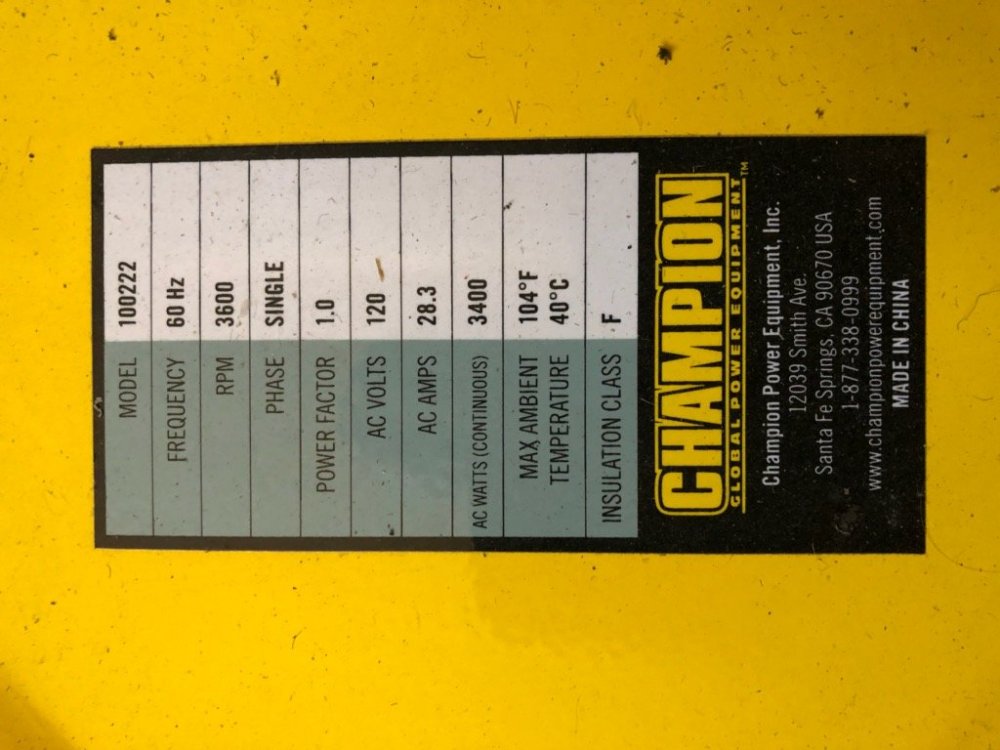 MODEL 100222
FREQUENCY 60 Hz
RPM 3600
PHASE SINGLE
POWER FACTOR 1.0
AC VOLTS 120
AC AMPS 28.3
AC WATTS (CONTINUOUS) 3400
MAX AMBIENT 104°F
TEMPERATURE 40°C
INSULATION CLASS F
CHAMPION
GLOBAL POWER EQUIPMENT™
Champion Power Equipment, Inc.
12039 Smith Ave.
Santa Fe Springs, CA 90670 USA
1-877-338-0999
www.championpowerequipment.com
MADE IN CHINA